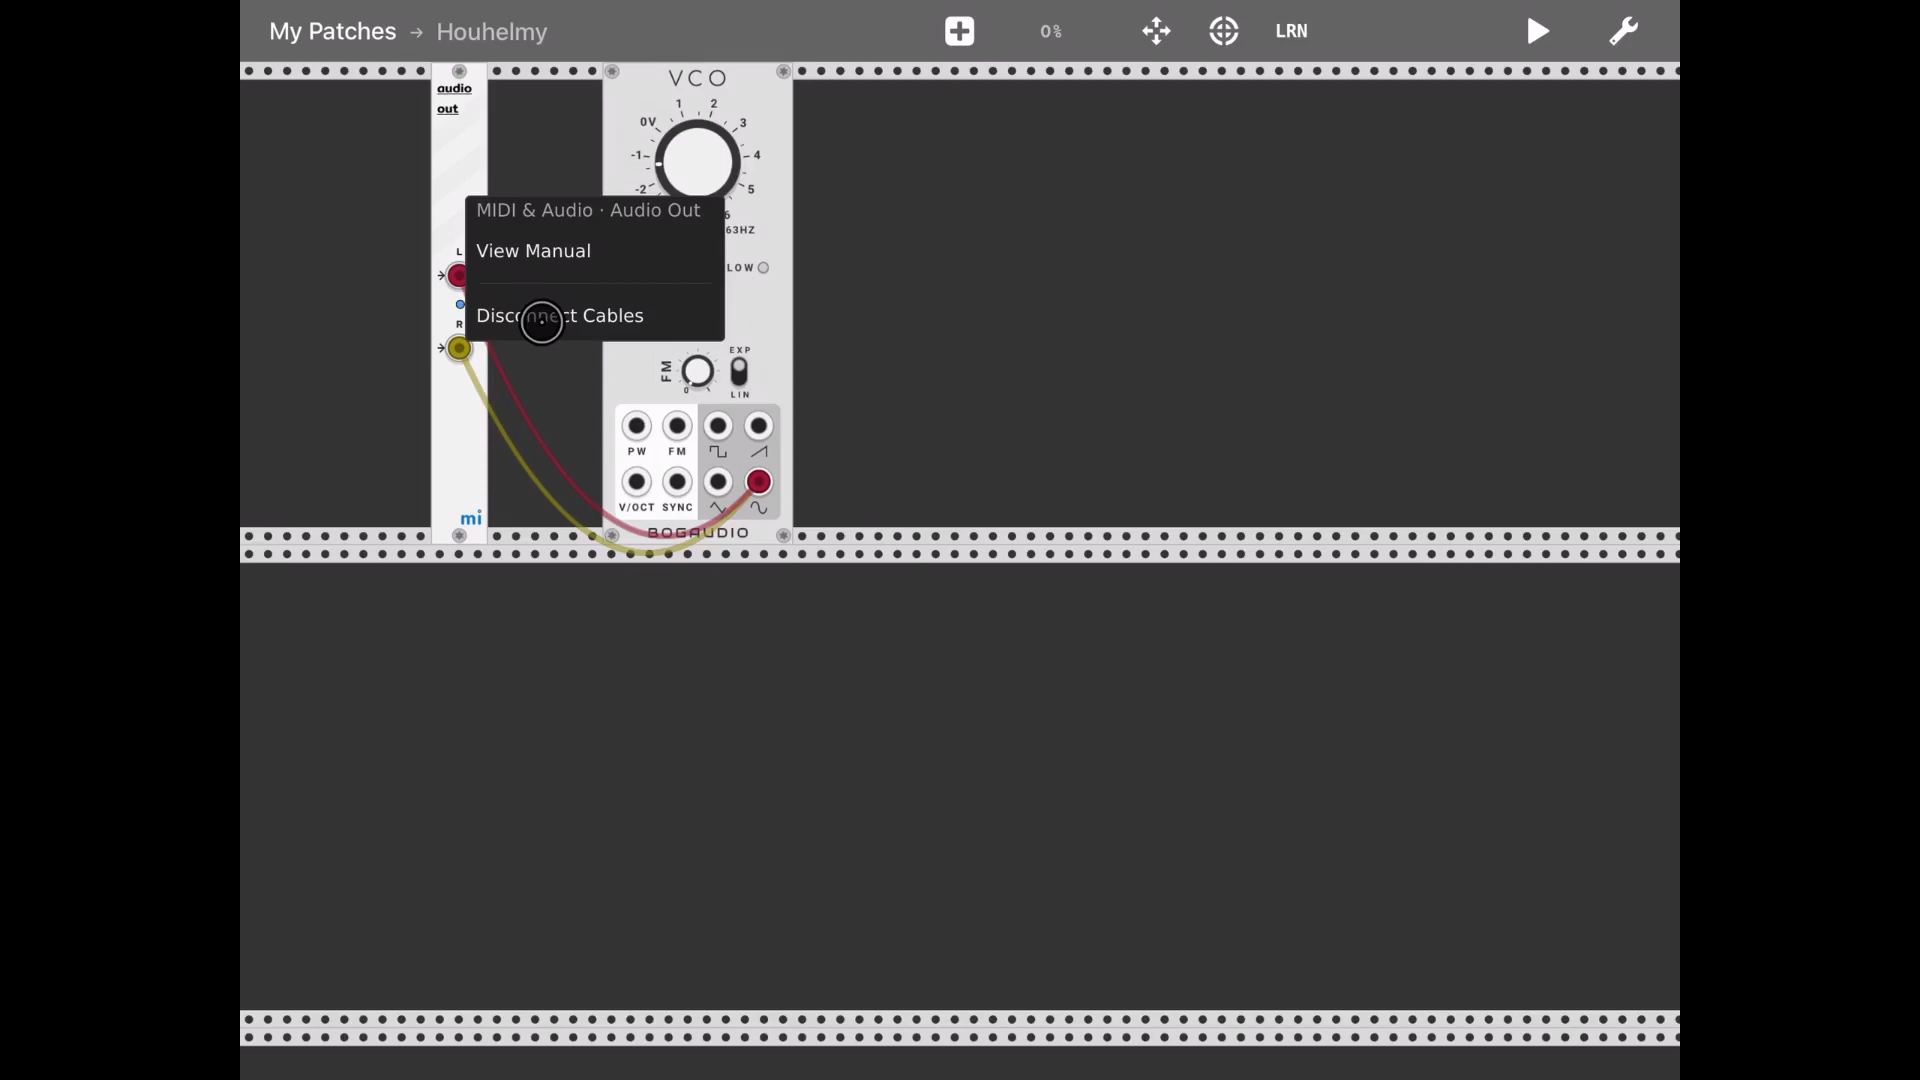 My Patches → Houhelmy
0%
LRN
audio
out
VCO
1
2
0V
3
-1
4
-2
5
6
63HZ
MIDI & Audio · Audio Out
View Manual
Disconnect Cables
L
LOW
R
FM
EXP
0
LIN
PW
FM
V/OCT
SYNC
mi
BOGAUDIO